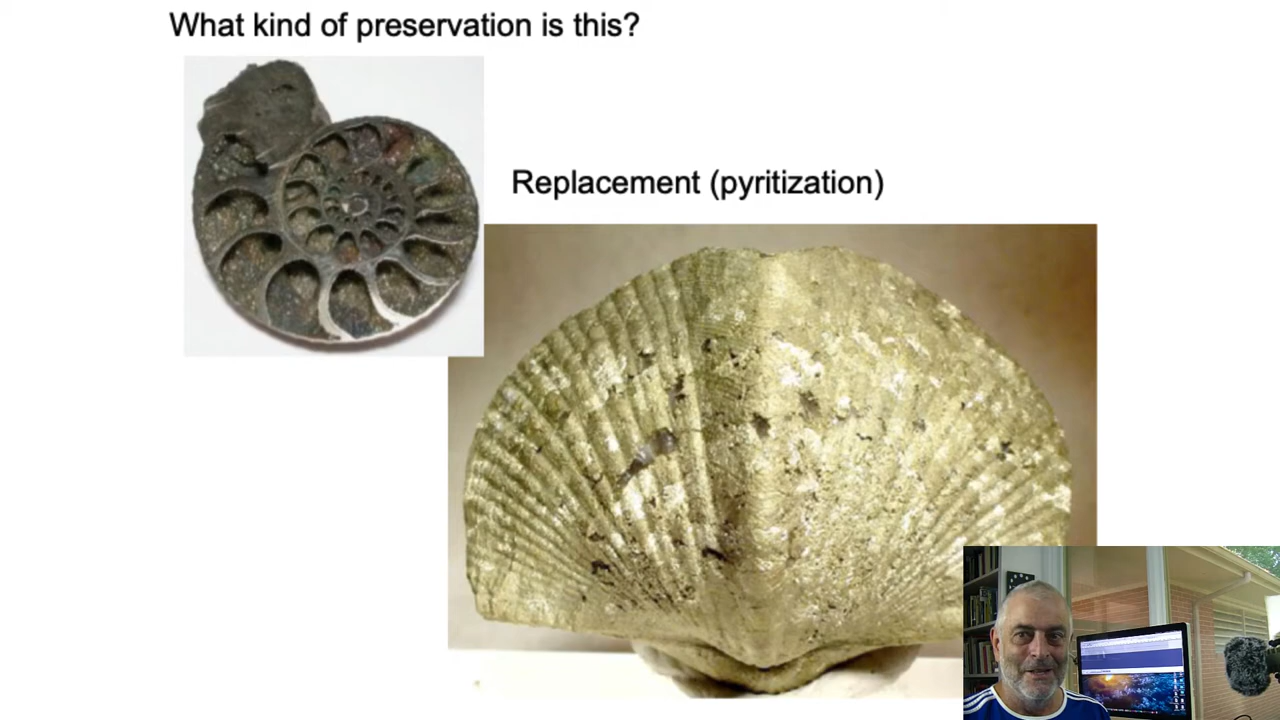 What kind of preservation is this?
Replacement (pyritization)